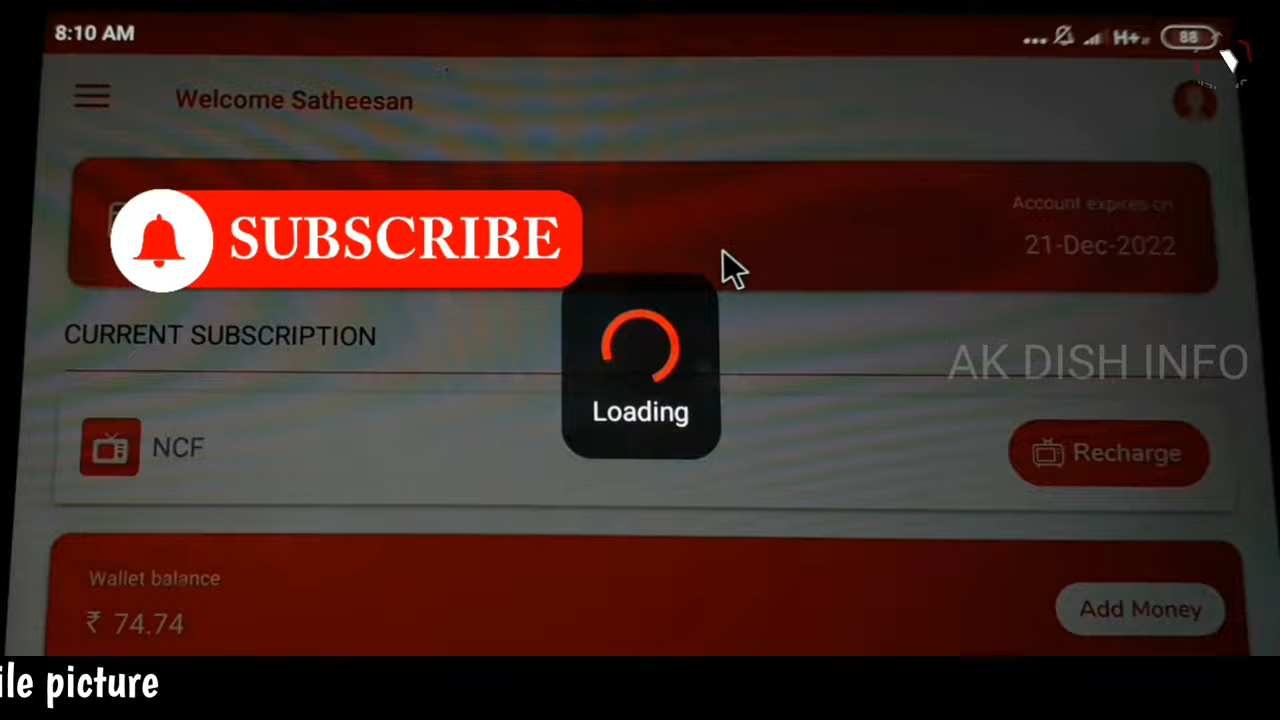 8:10 AM
H+
88
Welcome Satheesan
Account expires on
21-Dec-2022
SUBSCRIBE
CURRENT SUBSCRIPTION
AK DISH INFO
Loading
NCF
Recharge
Wallet balance
₹ 74.74
Add Money
ile picture